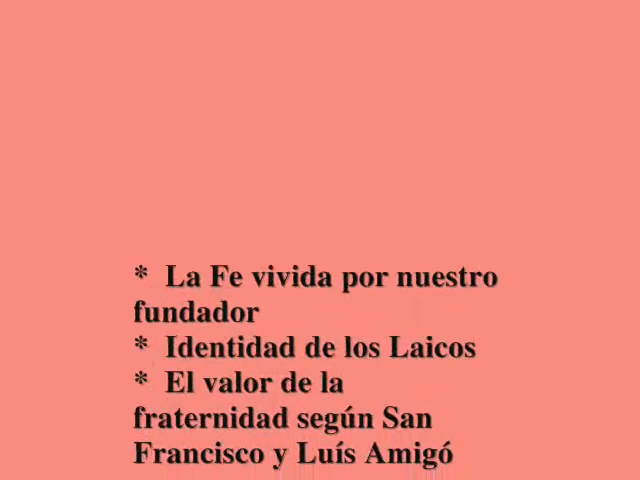 *  La Fe vivida por nuestro
fundador
*  Identidad de los Laicos
*  El valor de la
fraternidad según San
Francisco y Luís Amigó